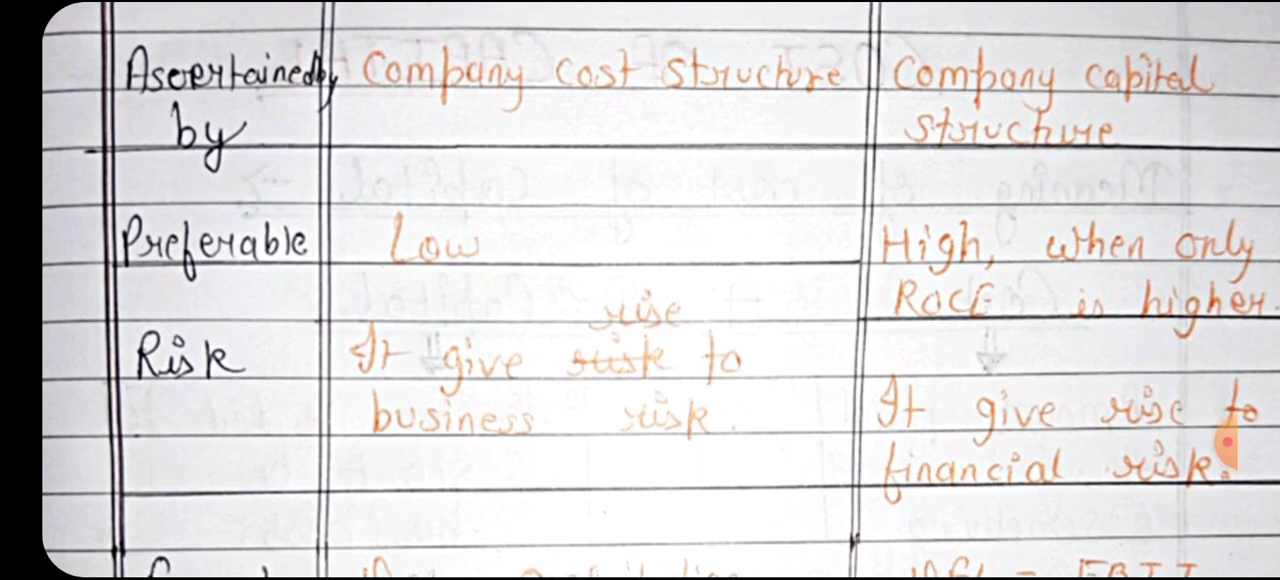 Ascertained by Company cost structure Company capital
by structure
Preferable Low High, when only
ROCE is higher
rise
Risk It give risk to
business risk. It give rise to
financial risk.